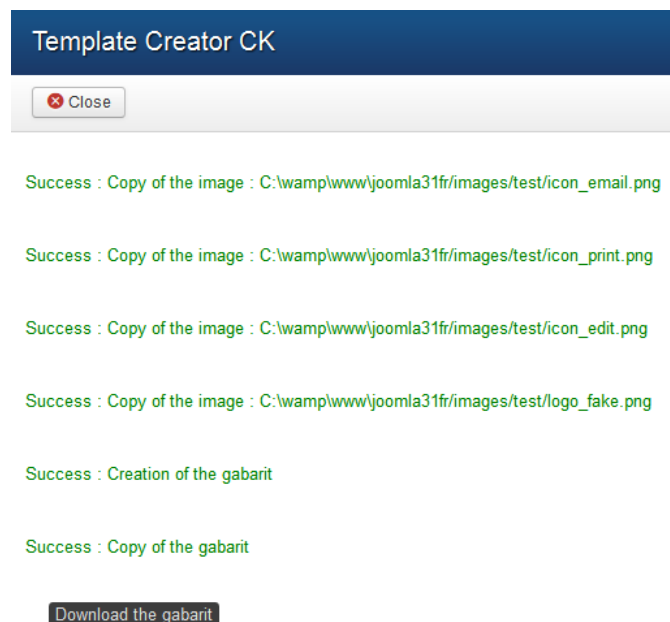 Template Creator CK
Close
Success : Copy of the image : C:\wamp\www\joomla31fr/images/test/icon_email.png
Success : Copy of the image : C:\wamp\www\joomla31fr/images/test/icon_print.png
Success : Copy of the image : C:\wamp\www\joomla31fr/images/test/icon_edit.png
Success : Copy of the image : C:\wamp\www\joomla31fr/images/test/logo_fake.png
Success : Creation of the gabarit
Success : Copy of the gabarit
Download the gabarit